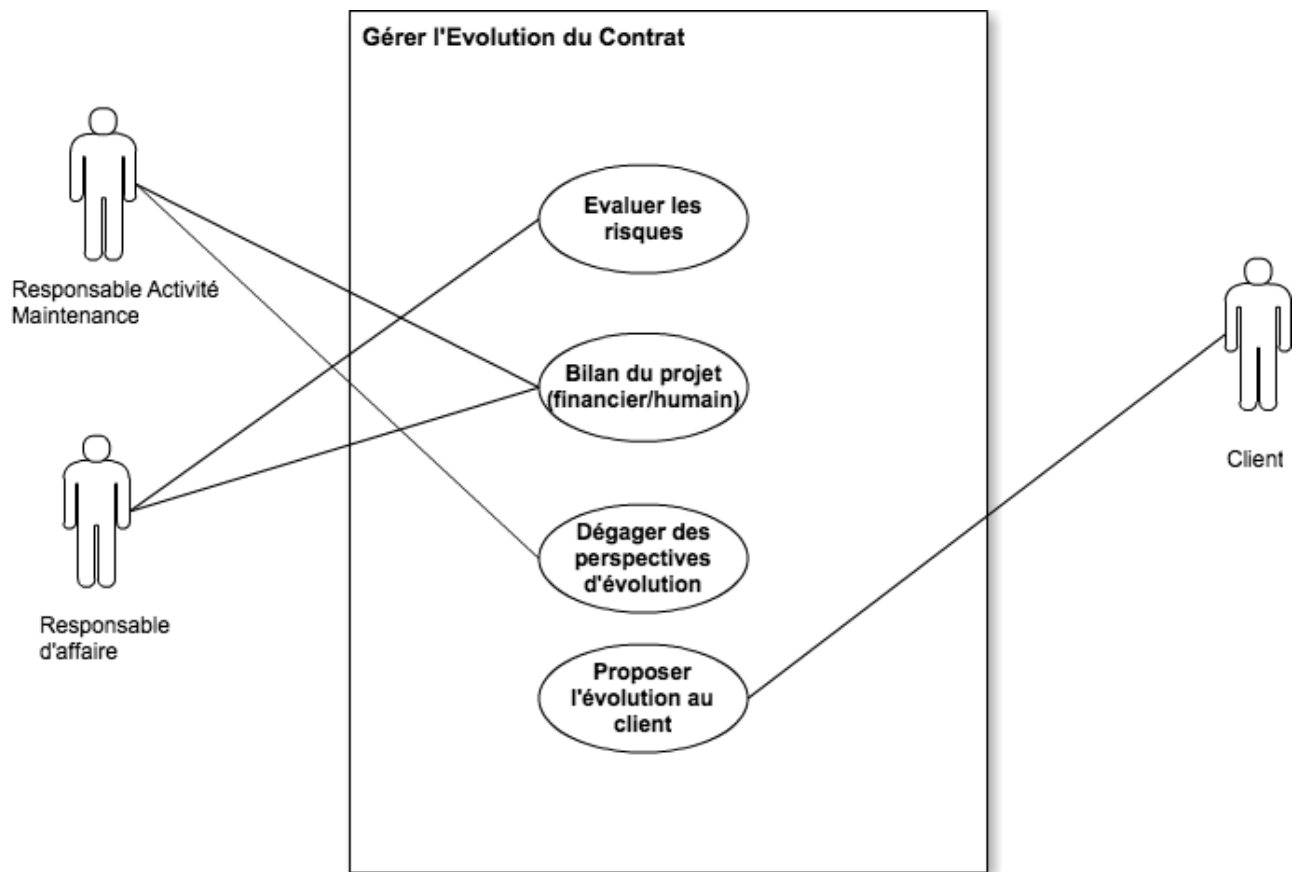 Gérer l'Evolution du Contrat
Responsable Activité
Maintenance
Responsable
d'affaire
Evaluer les
risques
Bilan du projet
(financier/humain)
Dégager des
perspectives
d'évolution
Proposer
l'évolution au
client
Client